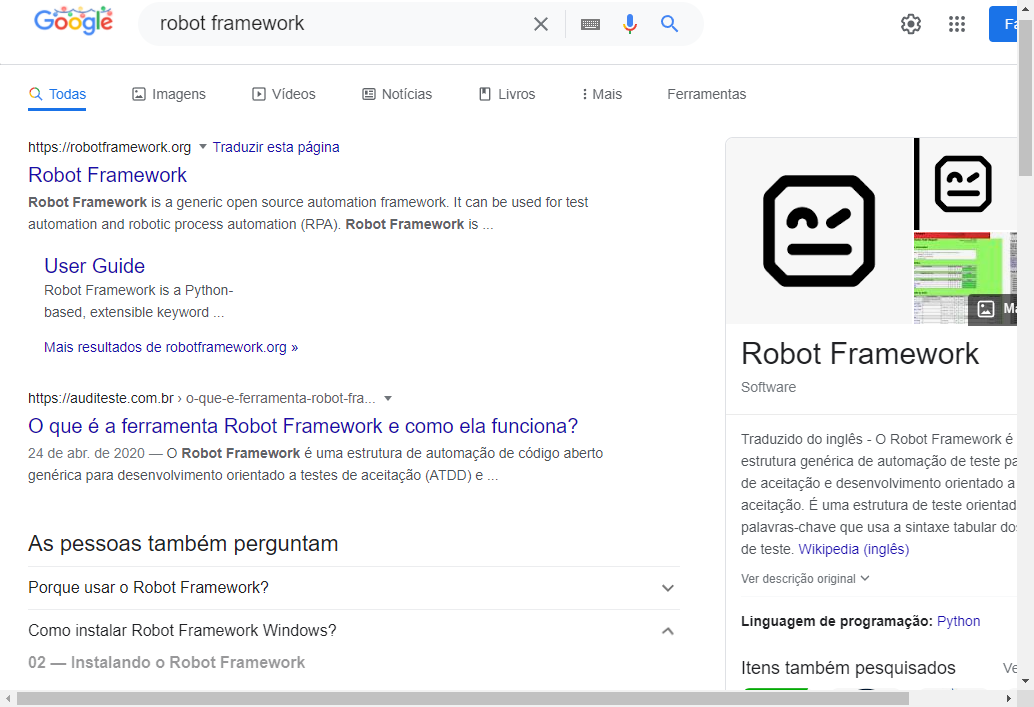 Google
robot framework
Todas
Imagens
Vídeos
Notícias
Livros
Mais
Ferramentas
https://robotframework.org
Traduzir esta página
Robot Framework
Robot Framework is a generic open source automation framework. It can be used for test
automation and robotic process automation (RPA). Robot Framework is ...
User Guide
Robot Framework is a Python-
based, extensible keyword ...
Mais resultados de robotframework.org »
https://auditeste.com.br › o-que-e-ferramenta-robot-fra...
O que é a ferramenta Robot Framework e como ela funciona?
24 de abr. de 2020 — O Robot Framework é uma estrutura de automação de código aberto
genérica para desenvolvimento orientado a testes de aceitação (ATDD) e ...
As pessoas também perguntam
Porque usar o Robot Framework?
Como instalar Robot Framework Windows?
02 — Instalando o Robot Framework
Robot Framework
Software
Traduzido do inglês - O Robot Framework é
estrutura genérica de automação de teste
de aceitação e desenvolvimento orientado a
aceitação. É uma estrutura de teste
palavras-chave que usa a sintaxe tabular
de teste. Wikipedia (inglês)
Ver descrição original
Linguagem de programação: Python
Itens também pesquisados